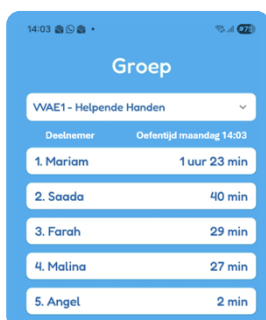 14:03
Groep
VVAE1 - Helpende Handen
Deelnemer Oefentijd maandag 14:03
1. Mariam 1 uur 23 min
2. Saada 40 min
3. Farah 29 min
4. Malina 27 min
5. Angel 2 min